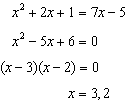 x² + 2x + 1 = 7x − 5
x² − 5x + 6 = 0
(x − 3)(x − 2) = 0
x = 3, 2